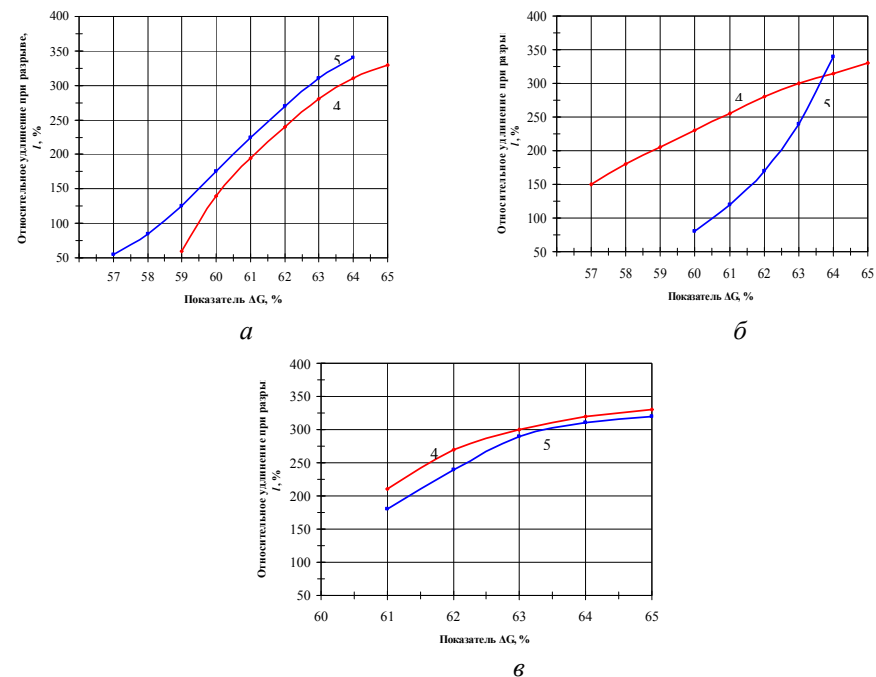 400
350
300
250
200
150
100
50
57 58 59 60 61 62 63 64 65
Относительное удлинение при разрыве,
l, %
Показатель ΔG, %
5
4
а
400
350
300
250
200
150
100
50
57 58 59 60 61 62 63 64 65
Относительное удлинение при разры
l, %
Показатель ΔG, %
4
5
б
400
350
300
250
200
150
100
50
60 61 62 63 64 65
Относительное удлинение при разры
l, %
Показатель ΔG, %
4
5
в